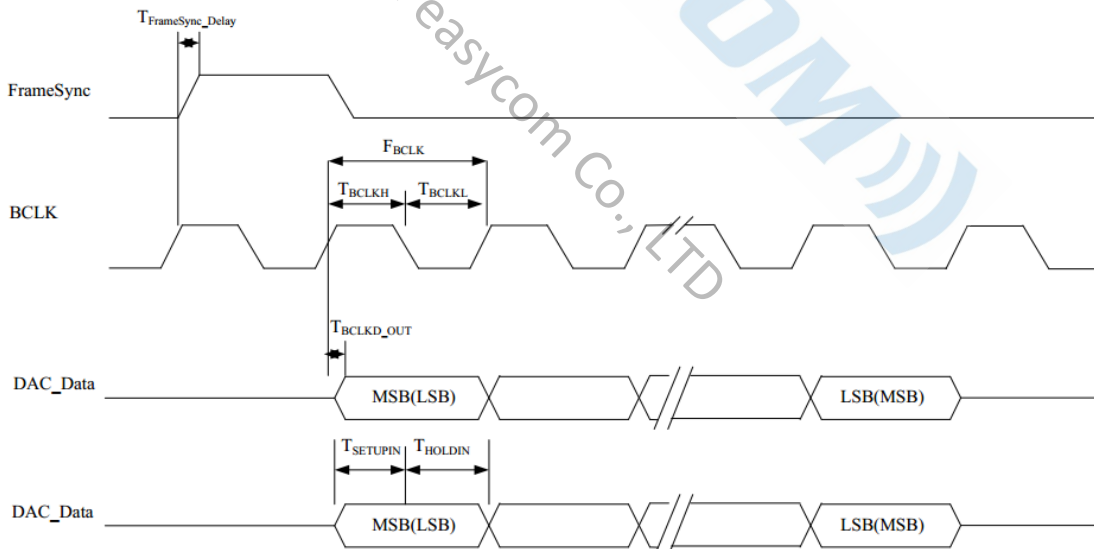 TFrameSync_Delay
FrameSync
FBCLK
TBCLKH TBCLKL
BCLK
TBCLKD_OUT
DAC_Data
MSB(LSB) LSB(MSB)
TSETUPIN THOLDIN
DAC_Data
MSB(LSB) LSB(MSB)
easycom Co., LTD
OM